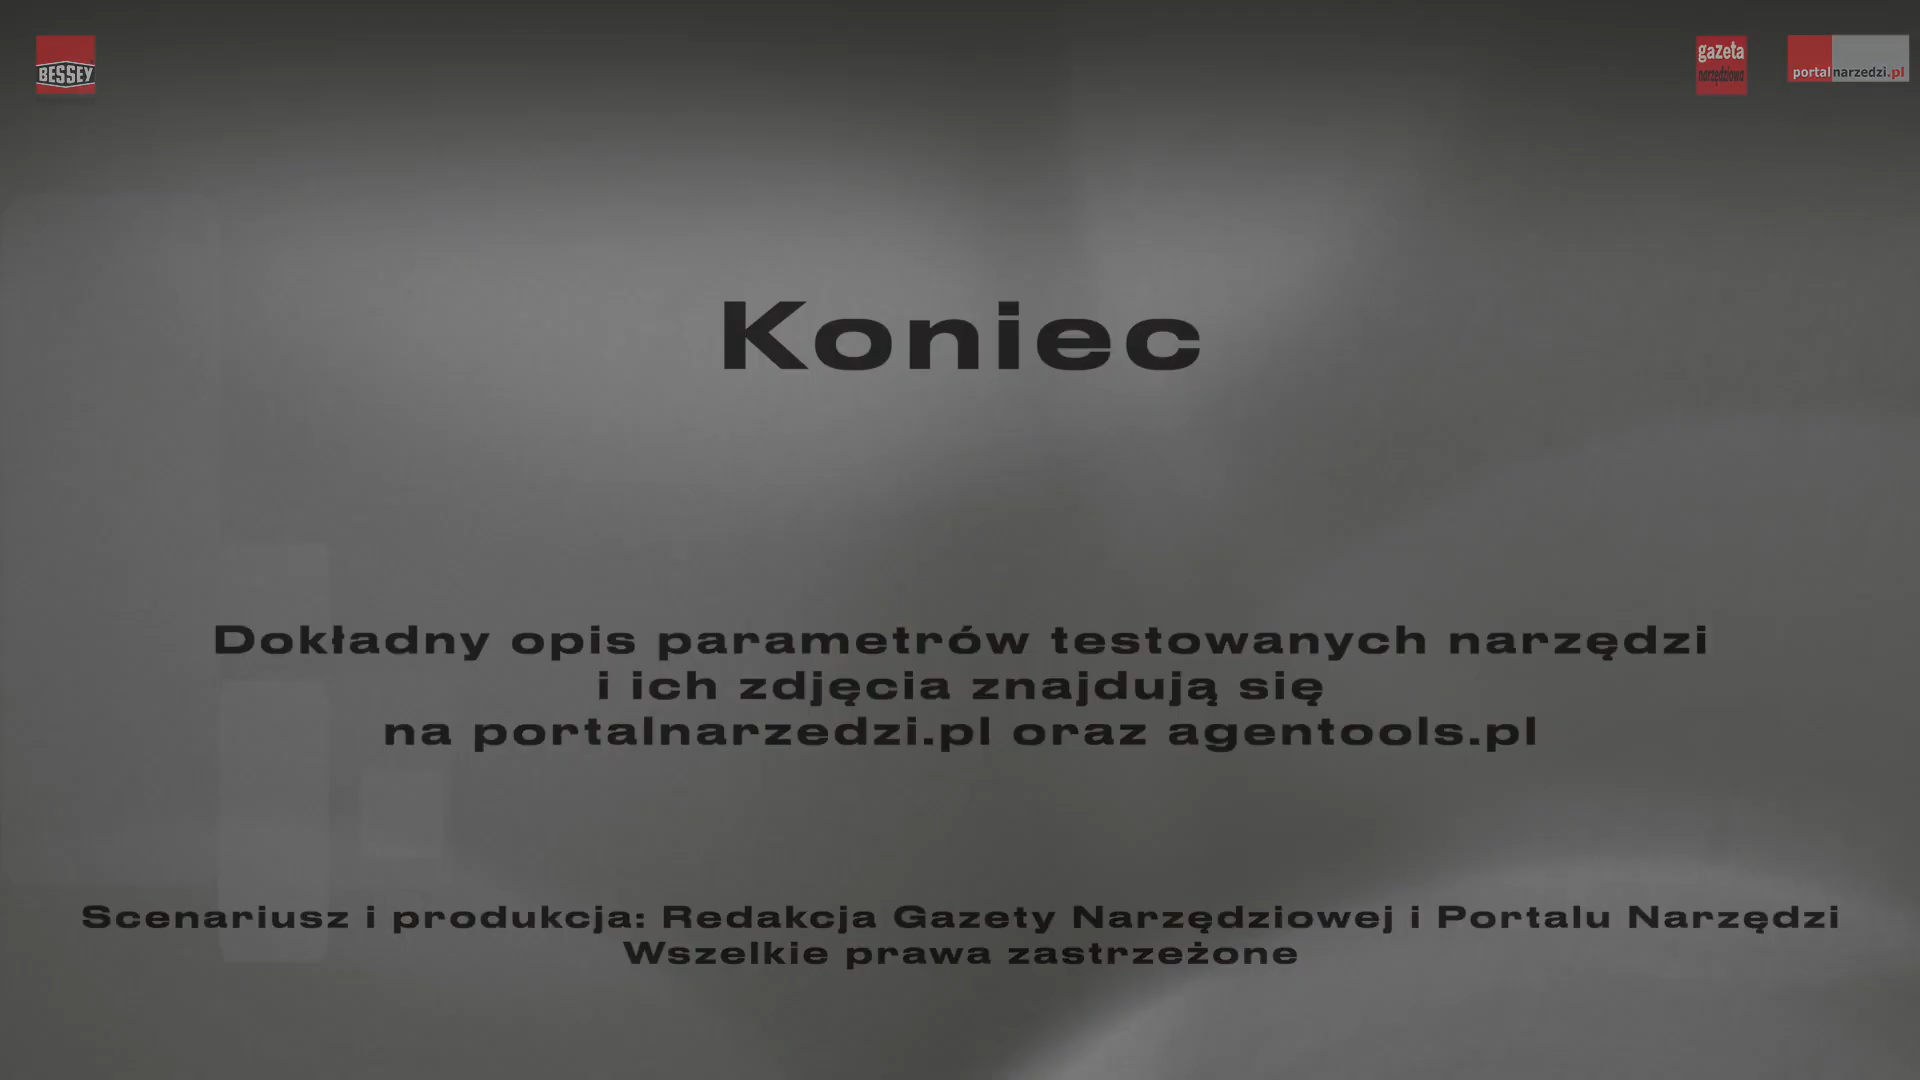 BESSEY
gazeta
narzędziowa
portalnarzedzi.pl
Koniec
Dokładny opis parametrów testowanych narzędzi
i ich zdjęcia znajdują się
na portalnarzedzi.pl oraz agentools.pl
Scenariusz i produkcja: Redakcja Gazety Narzędziowej i Portalu Narzędzi
Wszelkie prawa zastrzeżone